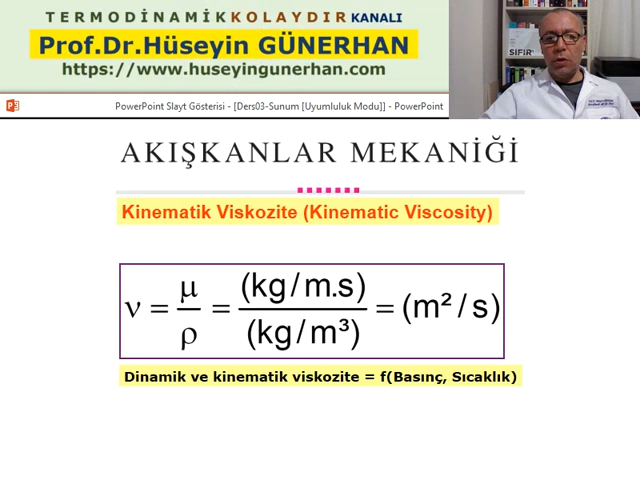 TERMODİNAMİKKOLAYDIR KANALI
Prof.Dr.Hüseyin GÜNERHAN
https://www.huseyingunerhan.com
SIFIR
PowerPoint Slayt Gösterisi - [Ders03-Sunum [Uyumluluk Modu]] - PowerPoint
AKIŞKANLAR MEKANİĞİ
Kinematik Viskozite (Kinematic Viscosity)
ν = μ / ρ = (kg/m.s) / (kg/m³) = (m²/s)
Dinamik ve kinematik viskozite = f(Basınç, Sıcaklık)